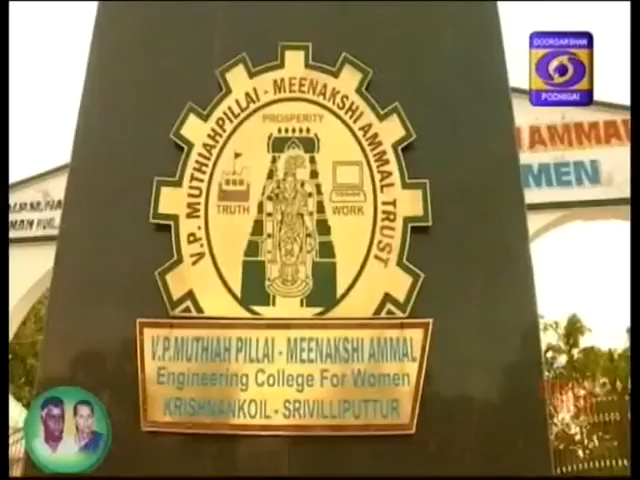 DOORDARSHAN
PODHIGAI
V.P.MUTHIAHPILLAI - MEENAKSHI AMMAL TRUST
PROSPERITY
TRUTH
WORK
AMMAL
MEN
V.P.MUTHIAH PILLAI - MEENAKSHI AMMAL
Engineering College For Women
KRISHNANKOIL - SRIVILLIPUTTUR